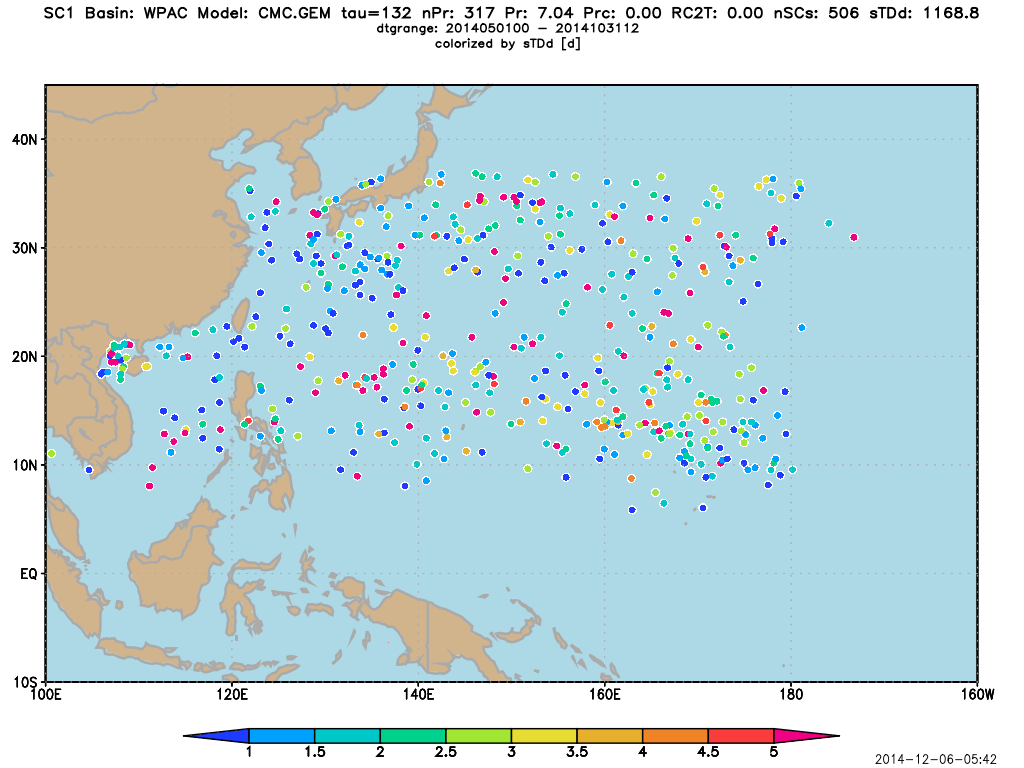 SC1 Basin: WPAC Model: CMC.GEM tau=132 nPr: 317 Pr: 7.04 Prc: 0.00 RC2T: 0.00 nSCs: 506 sTDd: 1168.8
dtgrange: 2014050100 - 2014103112
colorized by sTDd [d]
40N
30N
20N
10N
EQ
10S
100E 120E 140E 160E 180 160W
1 1.5 2 2.5 3 3.5 4 4.5 5
2014-12-06-05:42